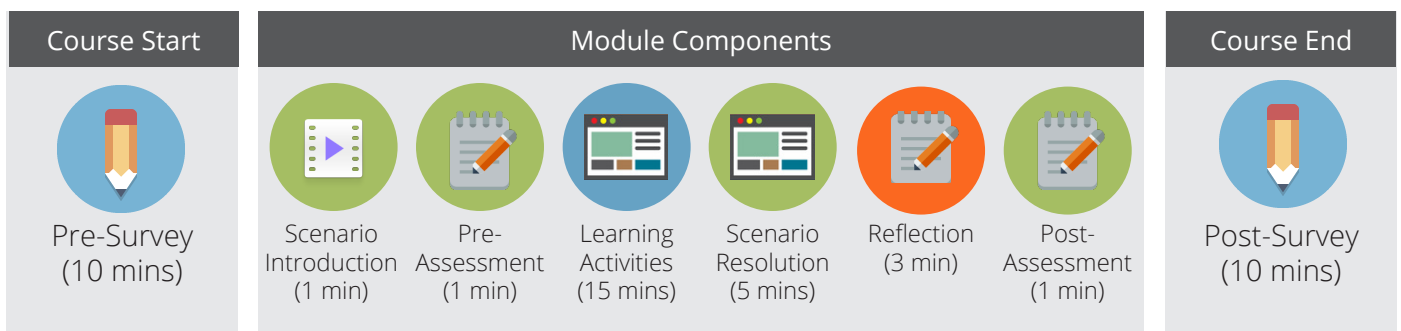 Course Start
Pre-Survey
(10 mins)
Module Components
Scenario
Introduction
(1 min)
Pre-
Assessment
(1 min)
Learning
Activities
(15 mins)
Scenario
Resolution
(5 mins)
Reflection
(3 min)
Post-
Assessment
(1 min)
Course End
Post-Survey
(10 mins)